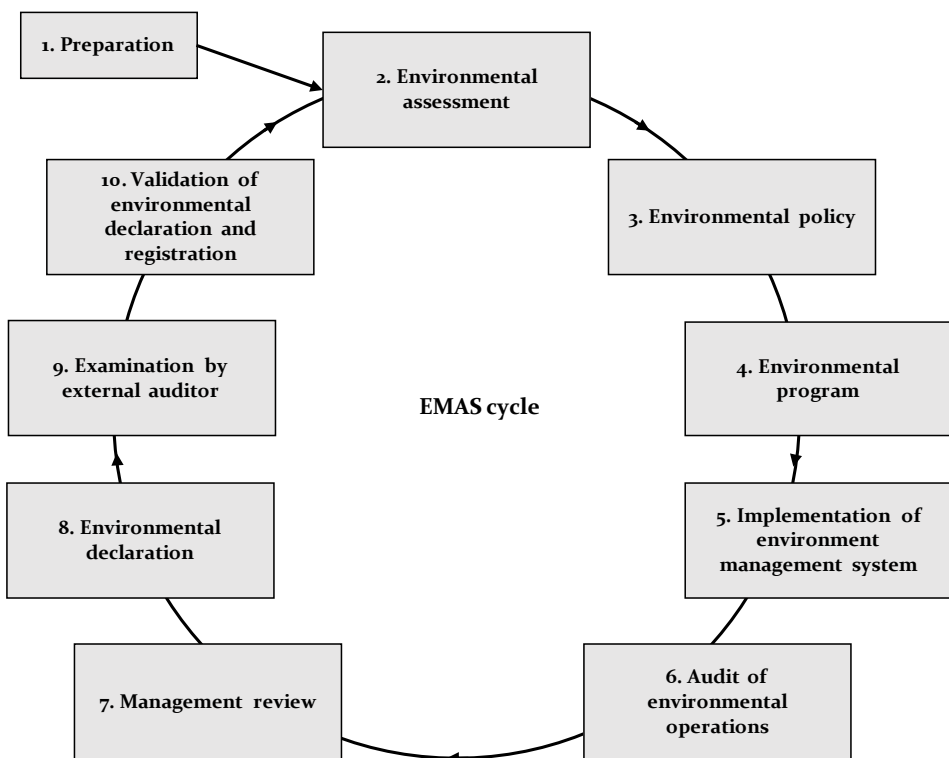 1. Preparation
2. Environmental
assessment
3. Environmental policy
4. Environmental
program
5. Implementation of
environment
management system
6. Audit of
environmental
operations
7. Management review
8. Environmental
declaration
9. Examination by
external auditor
10. Validation of
environmental
declaration and
registration
EMAS cycle